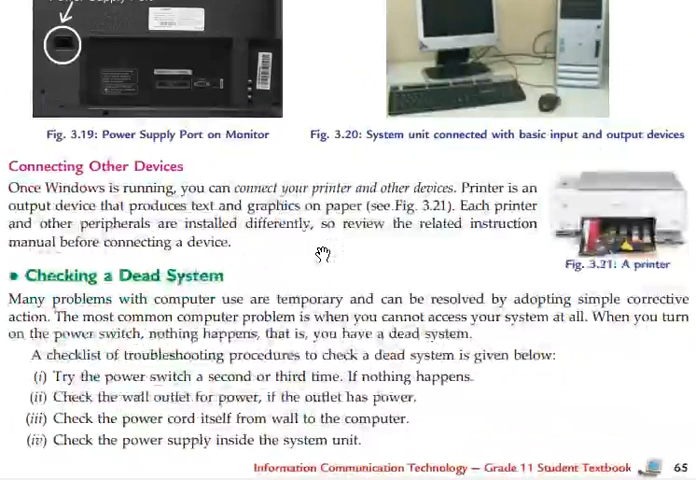 Power Supply Port
Fig. 3.19: Power Supply Port on Monitor
Fig. 3.20: System unit connected with basic input and output devices
Connecting Other Devices
Once Windows is running, you can connect your printer and other devices. Printer is an
output device that produces text and graphics on paper (see Fig. 3.21). Each printer
and other peripherals are installed differently, so review the related instruction
manual before connecting a device.
Fig. 3.21: A printer
• Checking a Dead System
Many problems with computer use are temporary and can be resolved by adopting simple corrective
action. The most common computer problem is when you cannot access your system at all. When you turn
on the power switch, nothing happens, that is, you have a dead system.
A checklist of troubleshooting procedures to check a dead system is given below:
(i) Try the power switch a second or third time. If nothing happens.
(ii) Check the wall outlet for power, if the outlet has power.
(iii) Check the power cord itself from wall to the computer.
(iv) Check the power supply inside the system unit.
Information Communication Technology – Grade 11 Student Textbook 65